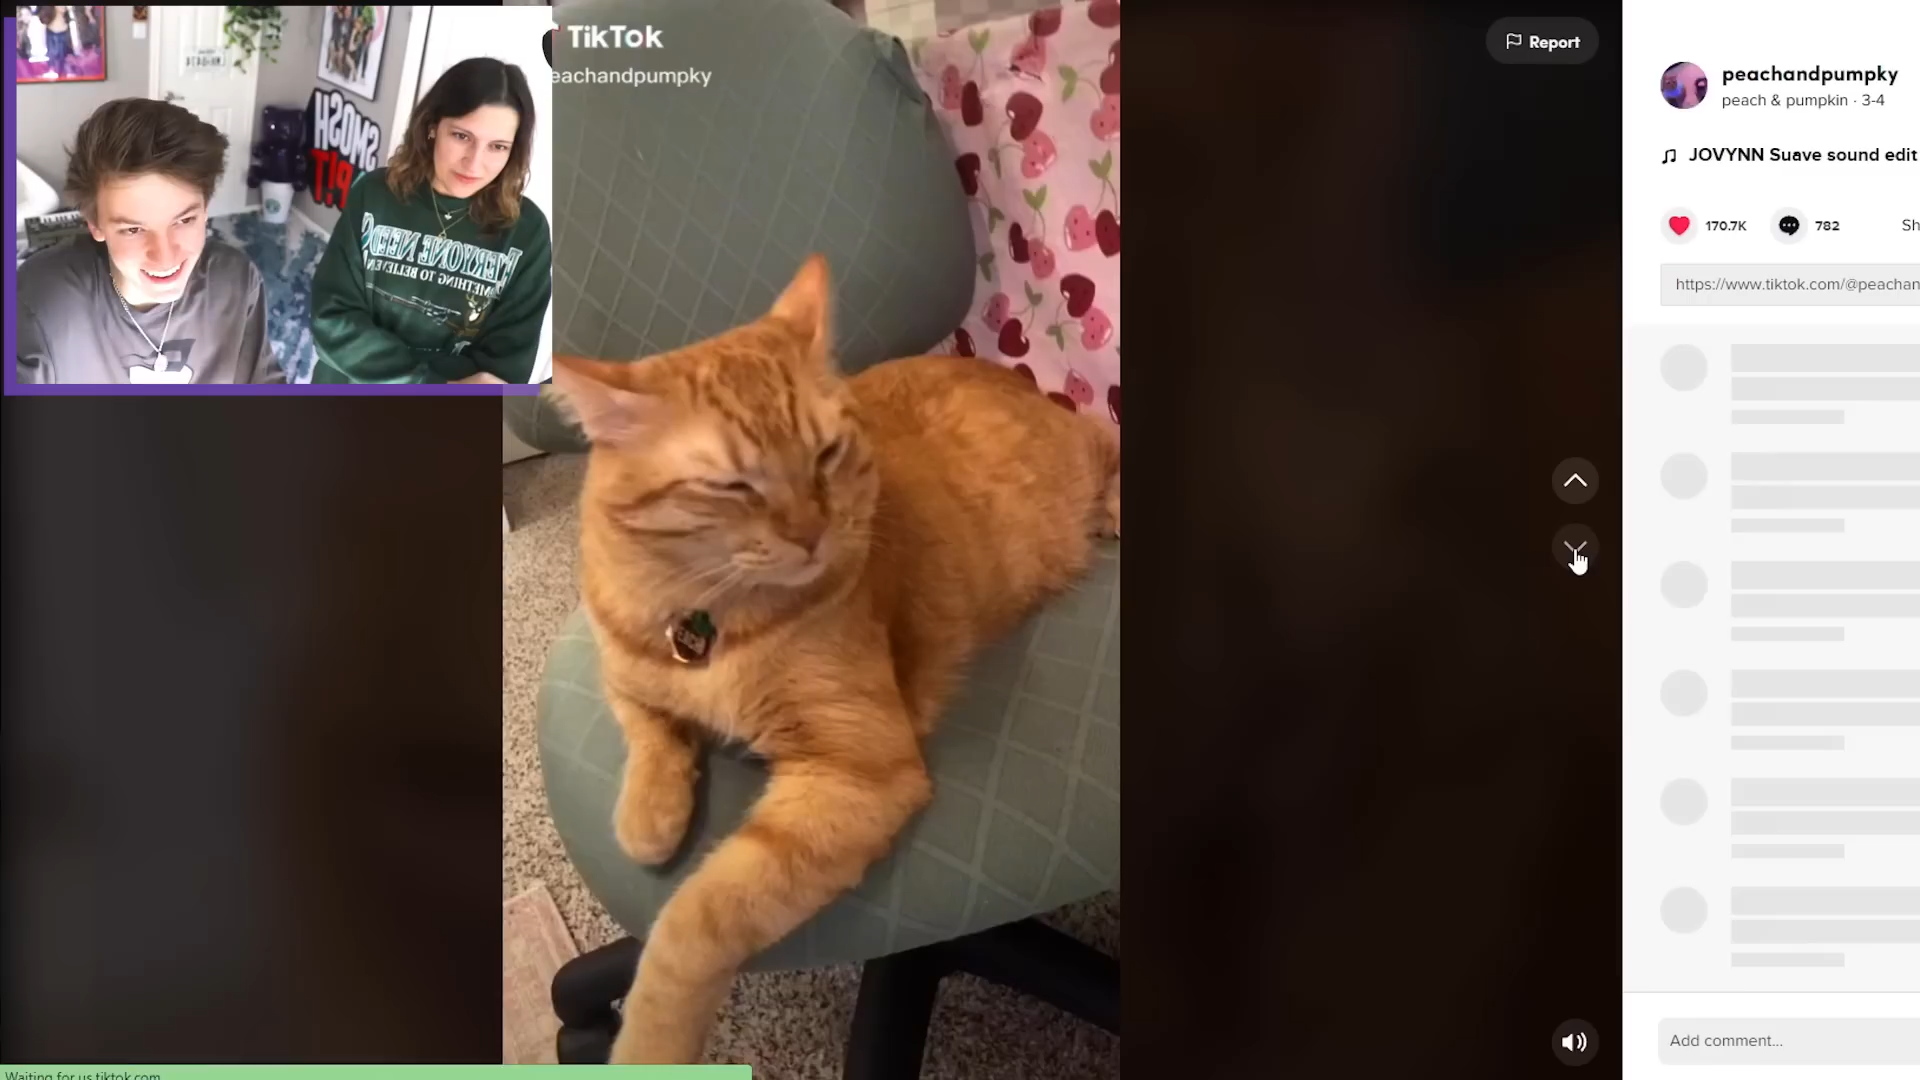 TikTok
eachandpumpky
SMOSH
PIT
EVERYONE NEEDS
SOMETHING TO BELIEVE IN
Report
peachandpumpky
peach & pumpkin · 3-4
JOVYNN Suave sound edit
170.7K
782
Sh
https://www.tiktok.com/@peachan
Add comment...
Waiting for us.tiktok.com